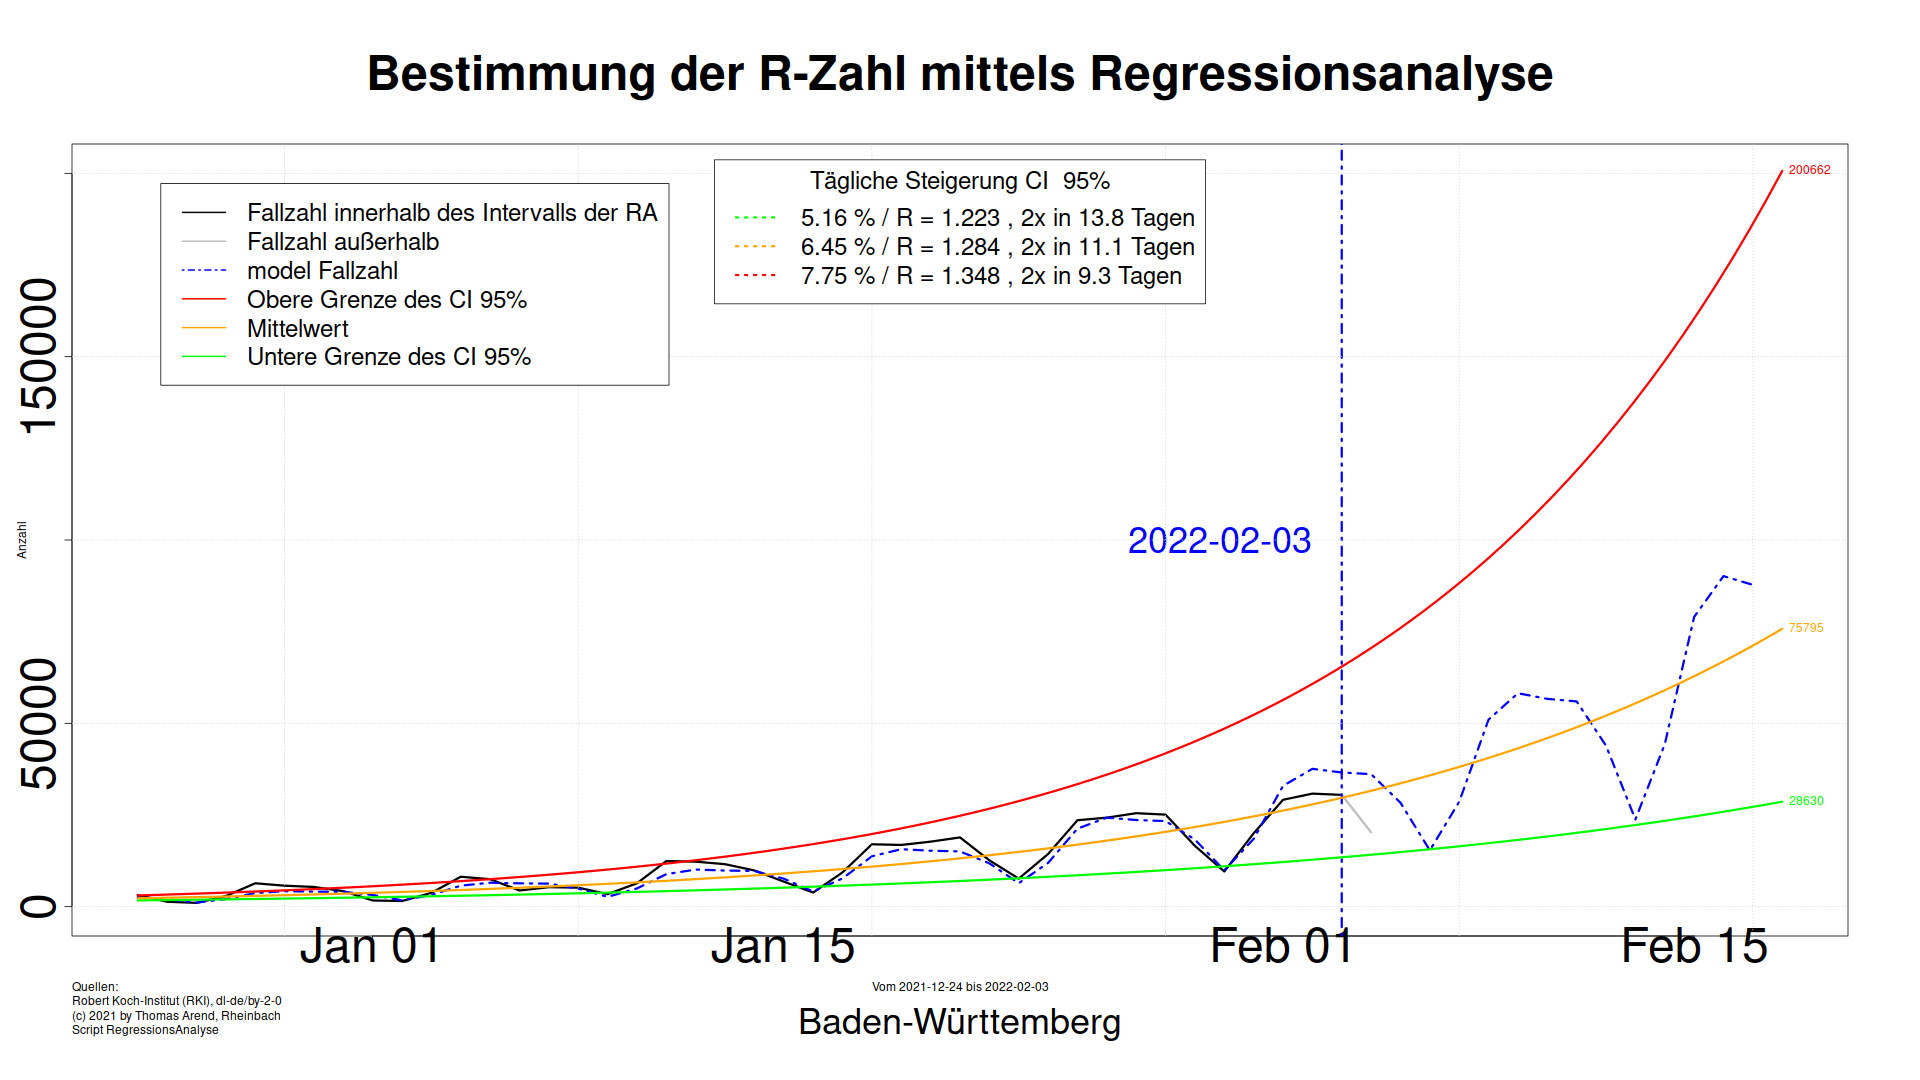 Bestimmung der R-Zahl mittels Regressionsanalyse
Fallzahl innerhalb des Intervalls der RA
Fallzahl außerhalb
model Fallzahl
Obere Grenze des CI 95%
Mittelwert
Untere Grenze des CI 95%
Tägliche Steigerung CI  95%
5.16 % / R = 1.223 , 2x in 13.8 Tagen
6.45 % / R = 1.284 , 2x in 11.1 Tagen
7.75 % / R = 1.348 , 2x in 9.3 Tagen
200662
150000
2022-02-03
Anzahl
75795
50000
28630
0
Jan 01
Jan 15
Feb 01
Feb 15
Quellen:
Robert Koch-Institut (RKI), dl-de/by-2-0
(c) 2021 by Thomas Arend, Rheinbach
Script RegressionsAnalyse
Vom 2021-12-24 bis 2022-02-03
Baden-Württemberg